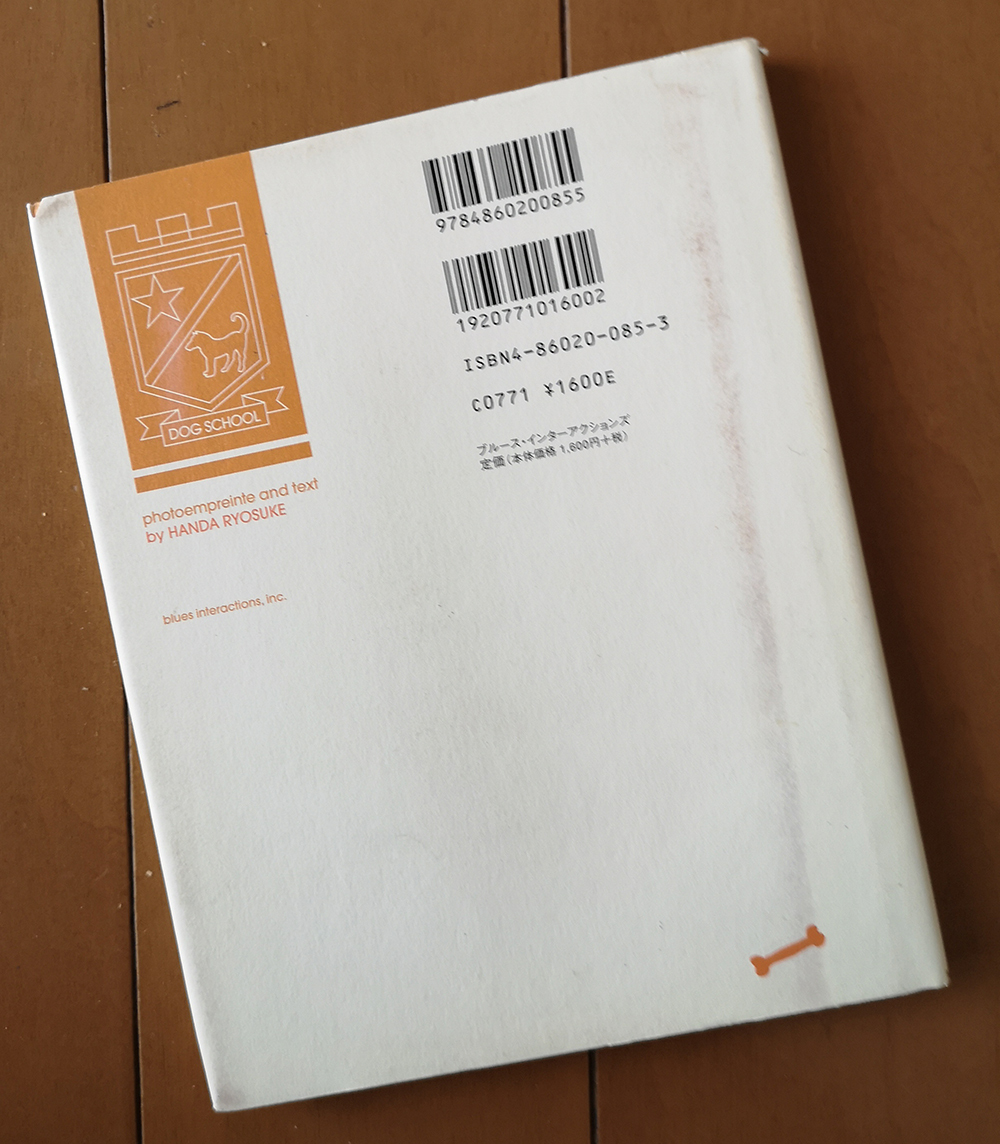 9784860200855
1920771016002
ISBN4-86020-085-3
C0771 ¥1600E
ブルース・インターアクションズ
定価(本体価格1,600円+税)
DOG SCHOOL
photoempreinte and text
by HANDA RYOSUKE
blues interactions, inc.